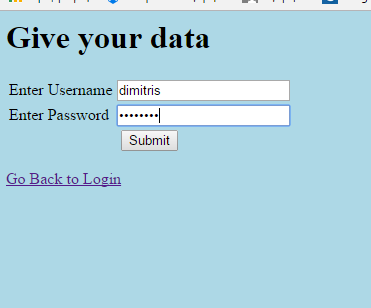 Give your data
Enter Username dimitris
Enter Password ••••••••
Submit
Go Back to Login